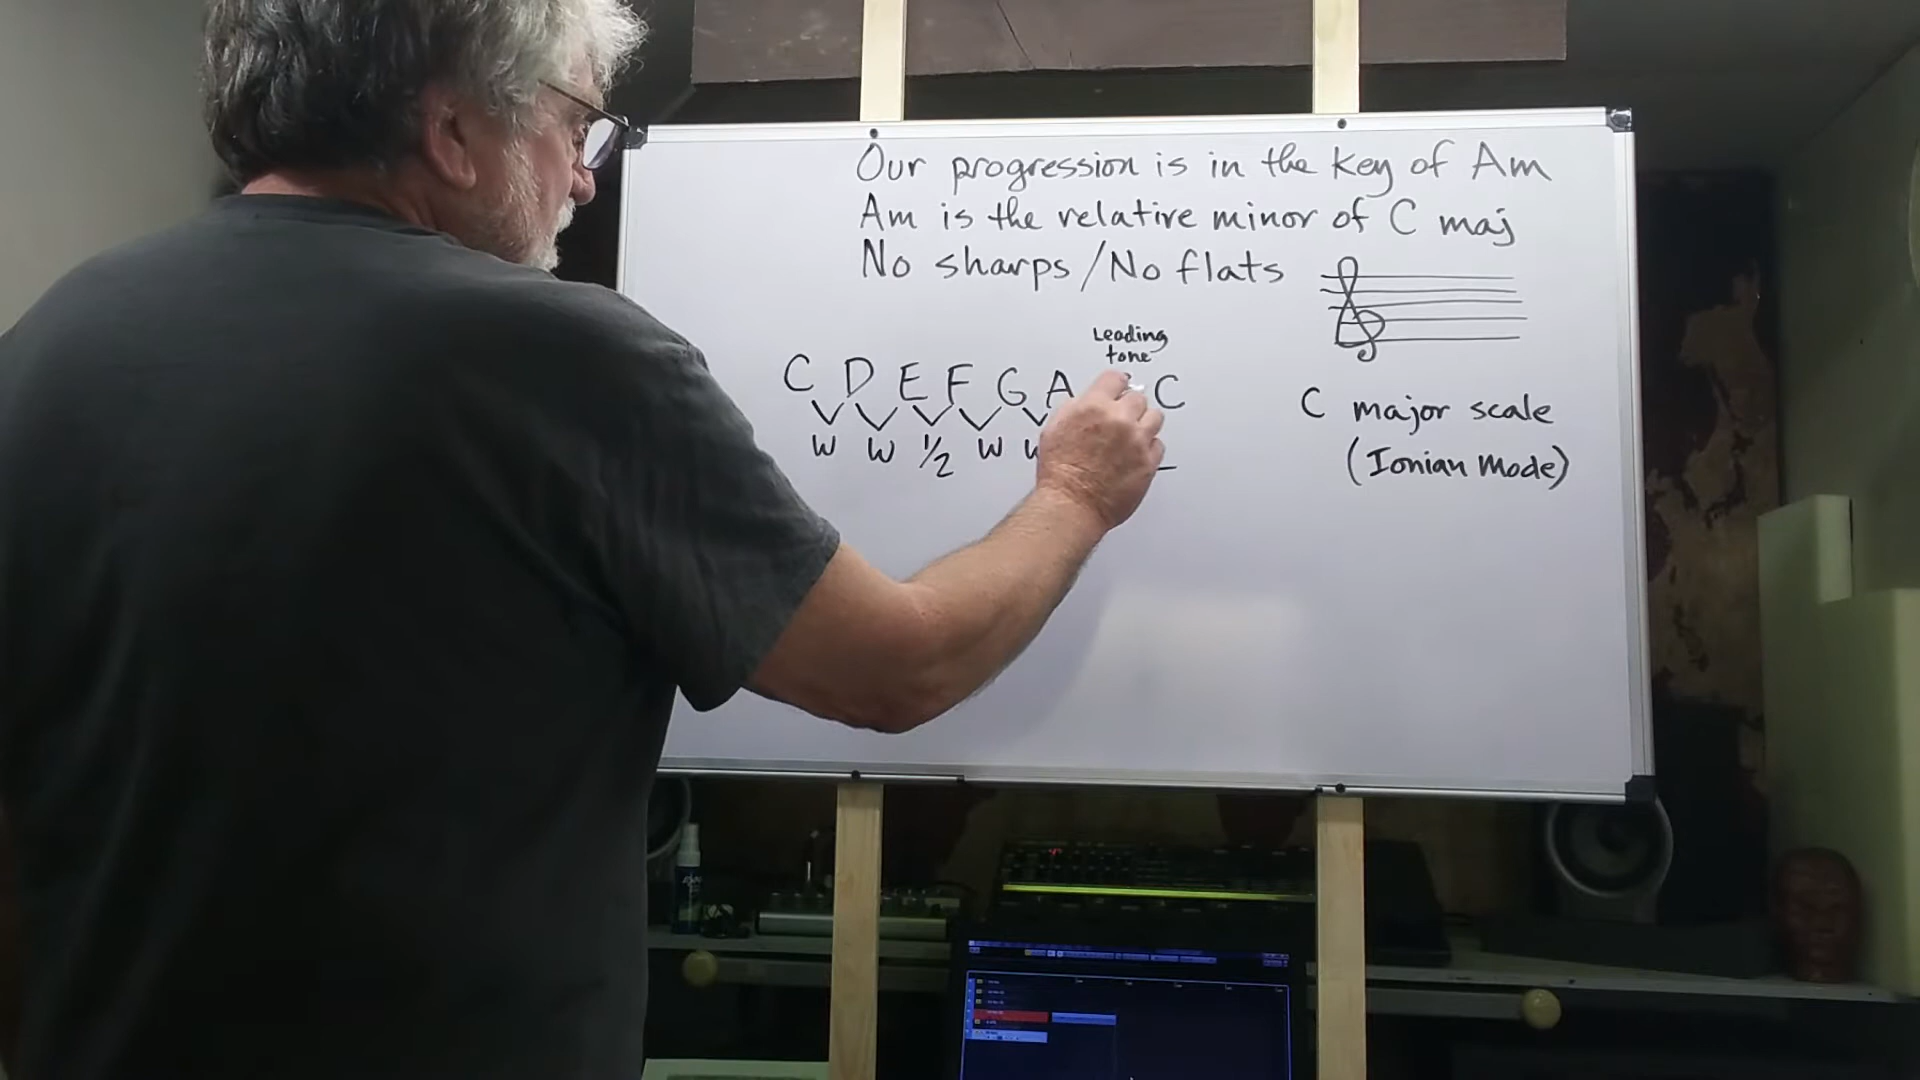 Our progression is in the key of Am
Am is the relative minor of C maj
No sharps/No flats
Leading
tone
C D E F G A C
W W 1/2 W
C major scale
(Ionian Mode)